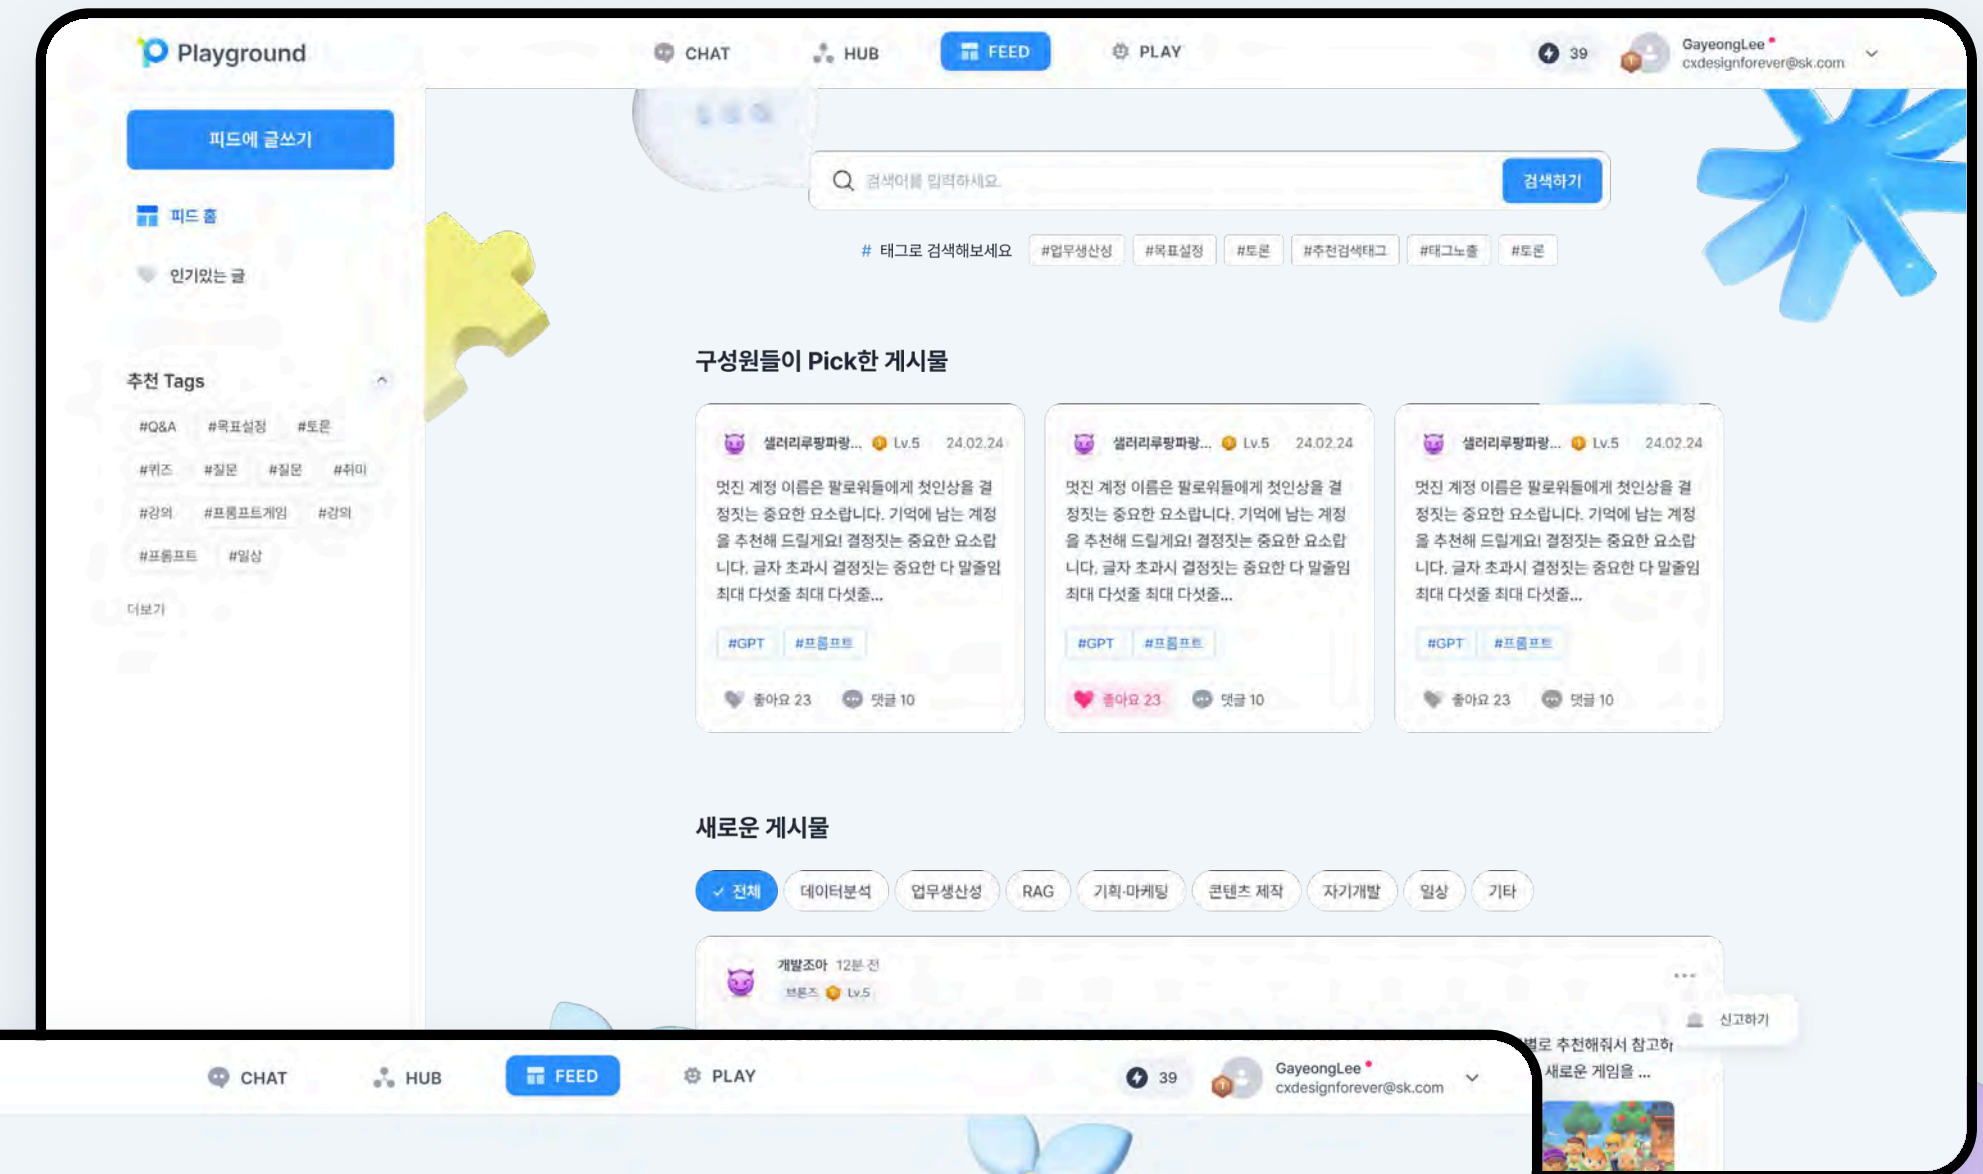 Playground
CHAT
HUB
FEED
PLAY
39
GayeongLee
cxdesignforever@sk.com
피드에 글쓰기
피드 홈
인기있는 글
추천 Tags
#Q&A #목표설정 #토론
#퀴즈 #질문 #질문 #취미
#강의 #프롬프트게임 #강의
#프롬프트 #일상
더보기
검색어를 입력하세요.
검색하기
# 태그로 검색해보세요 #업무생산성 #목표설정 #토론 #추천검색태그 #태그노출 #토론
구성원들이 Pick한 게시물
샐러리루팡파랑... Lv.5 24.02.24
멋진 계정 이름은 팔로워들에게 첫인상을 결
정짓는 중요한 요소랍니다. 기억에 남는 계정
을 추천해 드릴게요! 결정짓는 중요한 요소랍
니다. 글자 초과시 결정짓는 중요한 다 말줄임
최대 다섯줄 최대 다섯줄...
#GPT #프롬프트
좋아요 23 댓글 10
샐러리루팡파랑... Lv.5 24.02.24
멋진 계정 이름은 팔로워들에게 첫인상을 결
정짓는 중요한 요소랍니다. 기억에 남는 계정
을 추천해 드릴게요! 결정짓는 중요한 요소랍
니다. 글자 초과시 결정짓는 중요한 다 말줄임
최대 다섯줄 최대 다섯줄...
#GPT #프롬프트
좋아요 23 댓글 10
샐러리루팡파랑... Lv.5 24.02.24
멋진 계정 이름은 팔로워들에게 첫인상을 결
정짓는 중요한 요소랍니다. 기억에 남는 계정
을 추천해 드릴게요! 결정짓는 중요한 요소랍
니다. 글자 초과시 결정짓는 중요한 다 말줄임
최대 다섯줄 최대 다섯줄...
#GPT #프롬프트
좋아요 23 댓글 10
새로운 게시물
전체 데이터분석 업무생산성 RAG 기획·마케팅 콘텐츠 제작 자기개발 일상 기타
개발조아 12분 전
브론즈 Lv.5
신고하기
별로 추천해줘서 참고하
새로운 게임을 ...
CHAT
HUB
FEED
PLAY
39
GayeongLee
cxdesignforever@sk.com